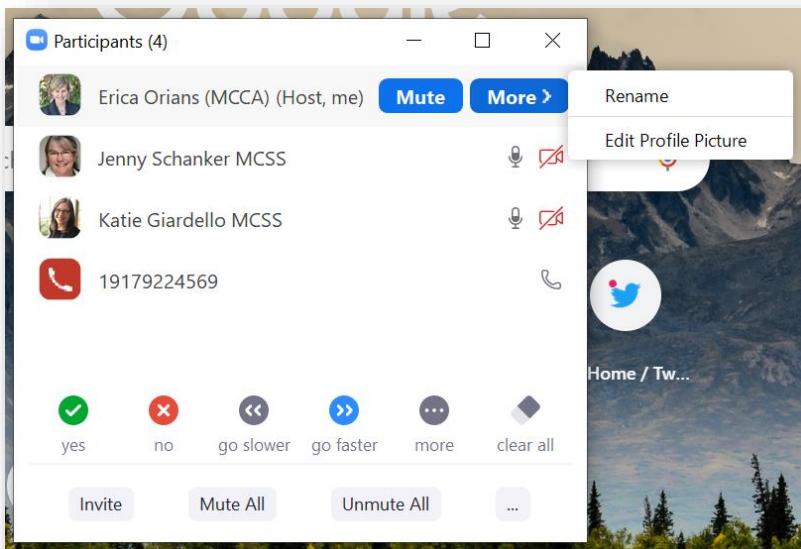 Participants (4)
Erica Orians (MCCA) (Host, me) Mute More >
Rename
Edit Profile Picture
Jenny Schanker MCSS
Katie Giardello MCSS
19179224569
Home / Tw...
yes no go slower go faster more clear all
Invite Mute All Unmute All ...